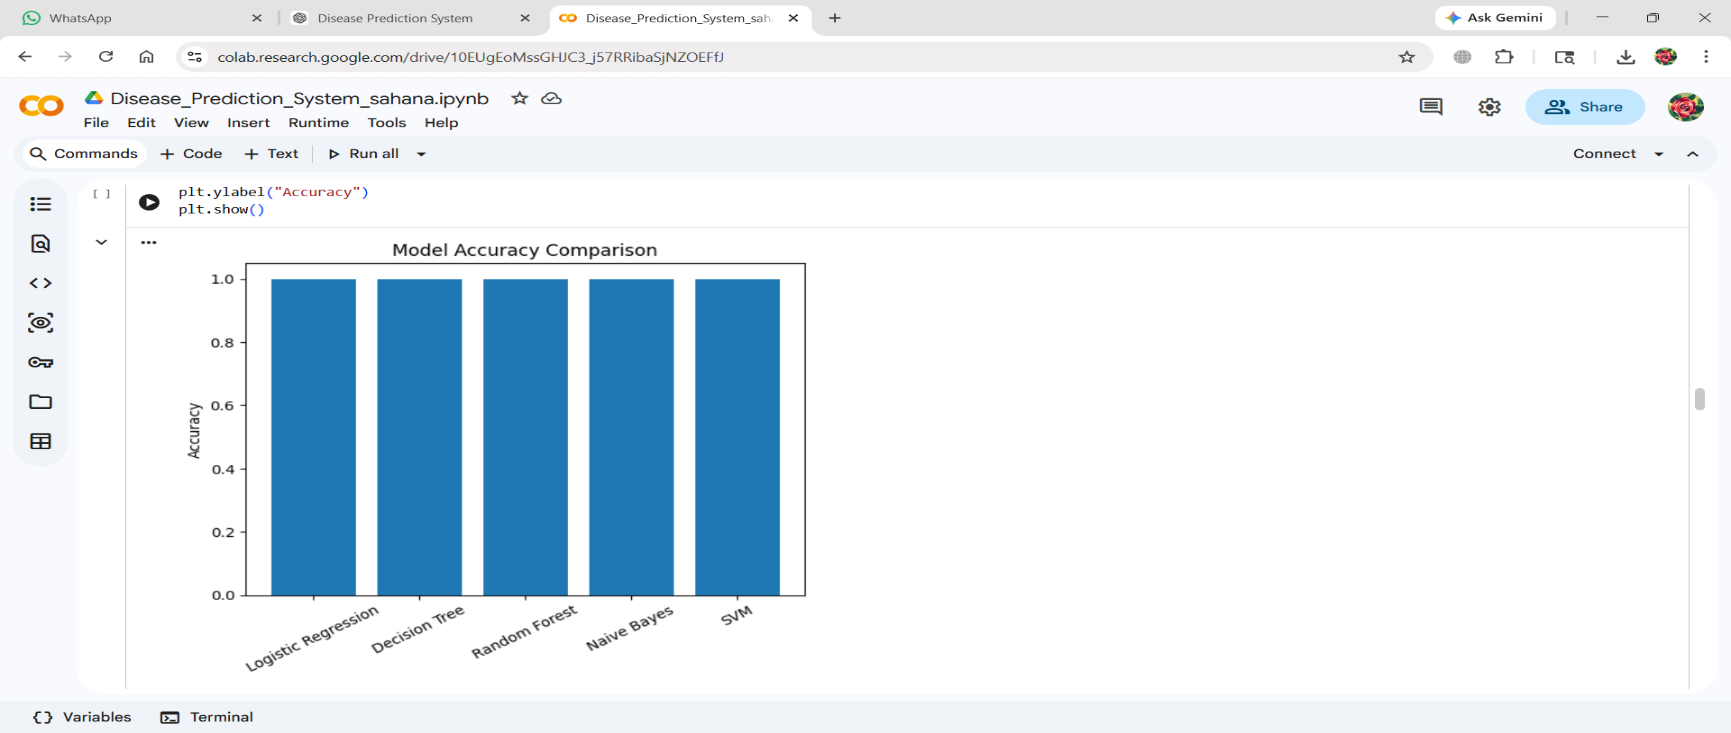 WhatsApp
Disease Prediction System
Disease_Prediction_System_saha
Ask Gemini
colab.research.google.com/drive/10EUgEoMssGHJC3_j57RRibaSjNZOEFfJ
Disease_Prediction_System_sahana.ipynb
File Edit View Insert Runtime Tools Help
Share
Commands + Code + Text Run all
Connect
[ ]
plt.ylabel("Accuracy")
plt.show()
Model Accuracy Comparison
1.0
0.8
0.6
0.4
0.2
0.0
Accuracy
Logistic Regression
Decision Tree
Random Forest
Naive Bayes
SVM
Variables
Terminal